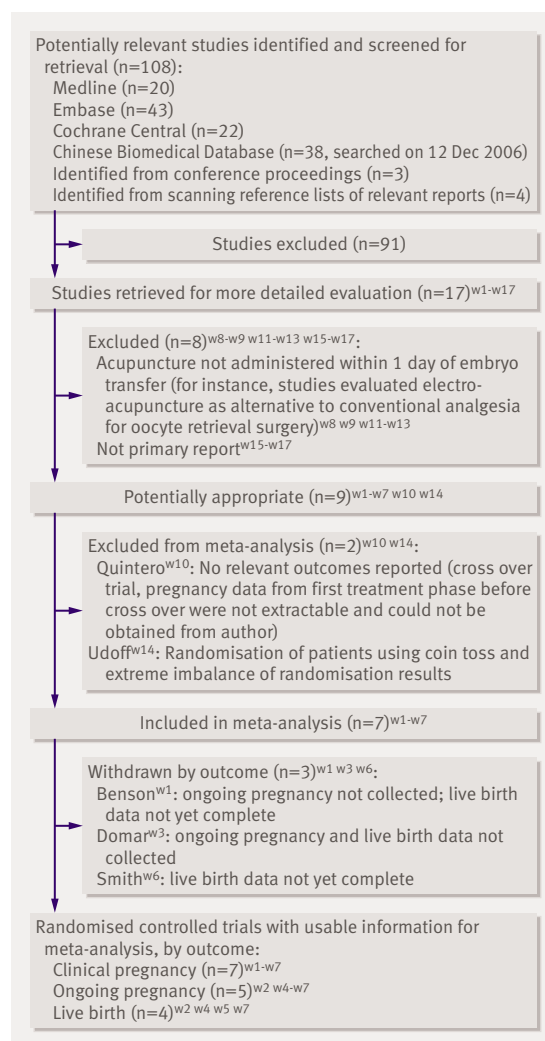 Potentially relevant studies identified and screened for
retrieval (n=108):
Medline (n=20)
Embase (n=43)
Cochrane Central (n=22)
Chinese Biomedical Database (n=38, searched on 12 Dec 2006)
Identified from conference proceedings (n=3)
Identified from scanning reference lists of relevant reports (n=4)
Studies excluded (n=91)
Studies retrieved for more detailed evaluation (n=17)w1-w17
Excluded (n=8)w8-w9 w11-w13 w15-w17:
Acupuncture not administered within 1 day of embryo
transfer (for instance, studies evaluated electro-
acupuncture as alternative to conventional analgesia
for oocyte retrieval surgery)w8 w9 w11-w13
Not primary reportw15-w17
Potentially appropriate (n=9)w1-w7 w10 w14
Excluded from meta-analysis (n=2)w10 w14:
Quinterow10: No relevant outcomes reported (cross over
trial, pregnancy data from first treatment phase before
cross over were not extractable and could not be
obtained from author)
Udoffw14: Randomisation of patients using coin toss and
extreme imbalance of randomisation results
Included in meta-analysis (n=7)w1-w7
Withdrawn by outcome (n=3)w1 w3 w6:
Bensonw1: ongoing pregnancy not collected; live birth
data not yet complete
Domarw3: ongoing pregnancy and live birth data not
collected
Smithw6: live birth data not yet complete
Randomised controlled trials with usable information for
meta-analysis, by outcome:
Clinical pregnancy (n=7)w1-w7
Ongoing pregnancy (n=5)w2 w4-w7
Live birth (n=4)w2 w4 w5 w7